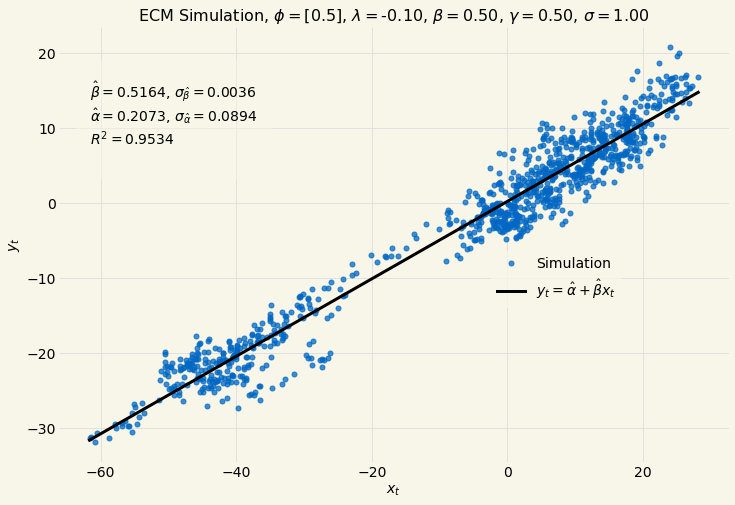 ECM Simulation, ϕ = [0.5], λ = -0.10, β = 0.50, γ = 0.50, σ = 1.00
20
10
0
−10
−20
−30
y_t
β̂ = 0.5164, σ_β̂ = 0.0036
α̂ = 0.2073, σ_α̂ = 0.0894
R² = 0.9534
Simulation
y_t = α̂ + β̂x_t
−60 −40 −20 0 20
x_t